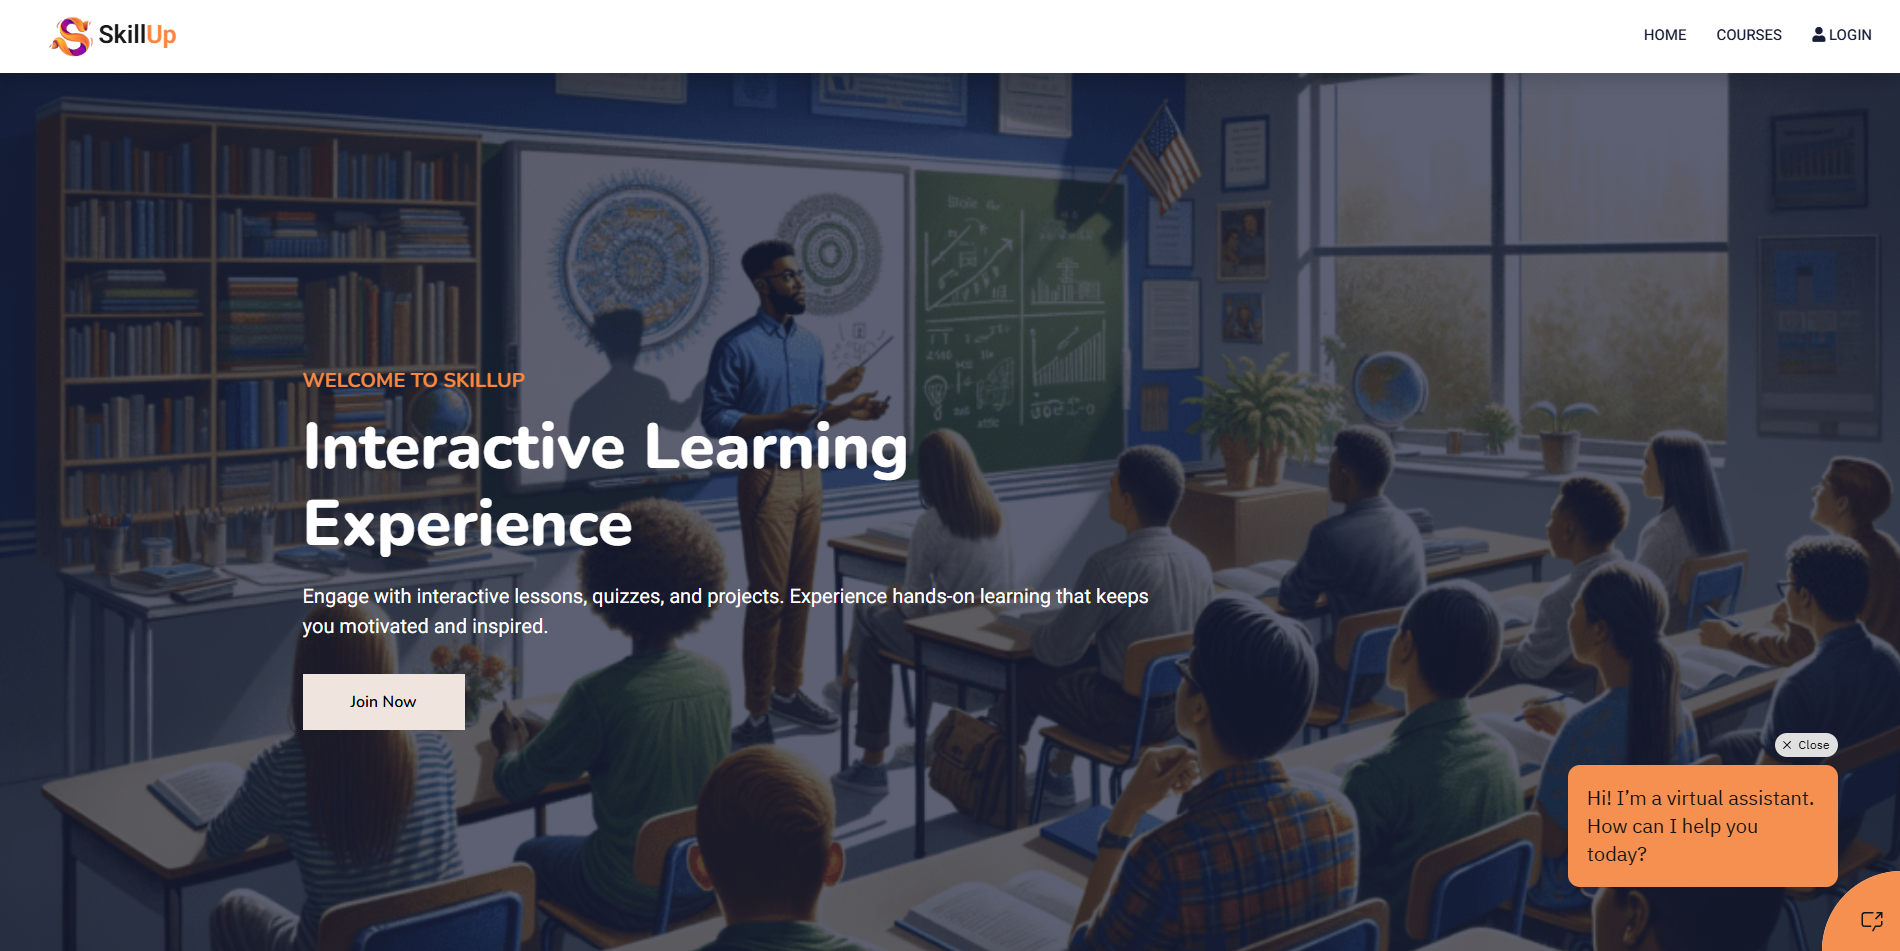 SkillUp
HOME
COURSES
LOGIN
WELCOME TO SKILLUP
Interactive Learning
Experience
Engage with interactive lessons, quizzes, and projects. Experience hands-on learning that keeps
you motivated and inspired.
Join Now
Close
Hi! I’m a virtual assistant.
How can I help you
today?